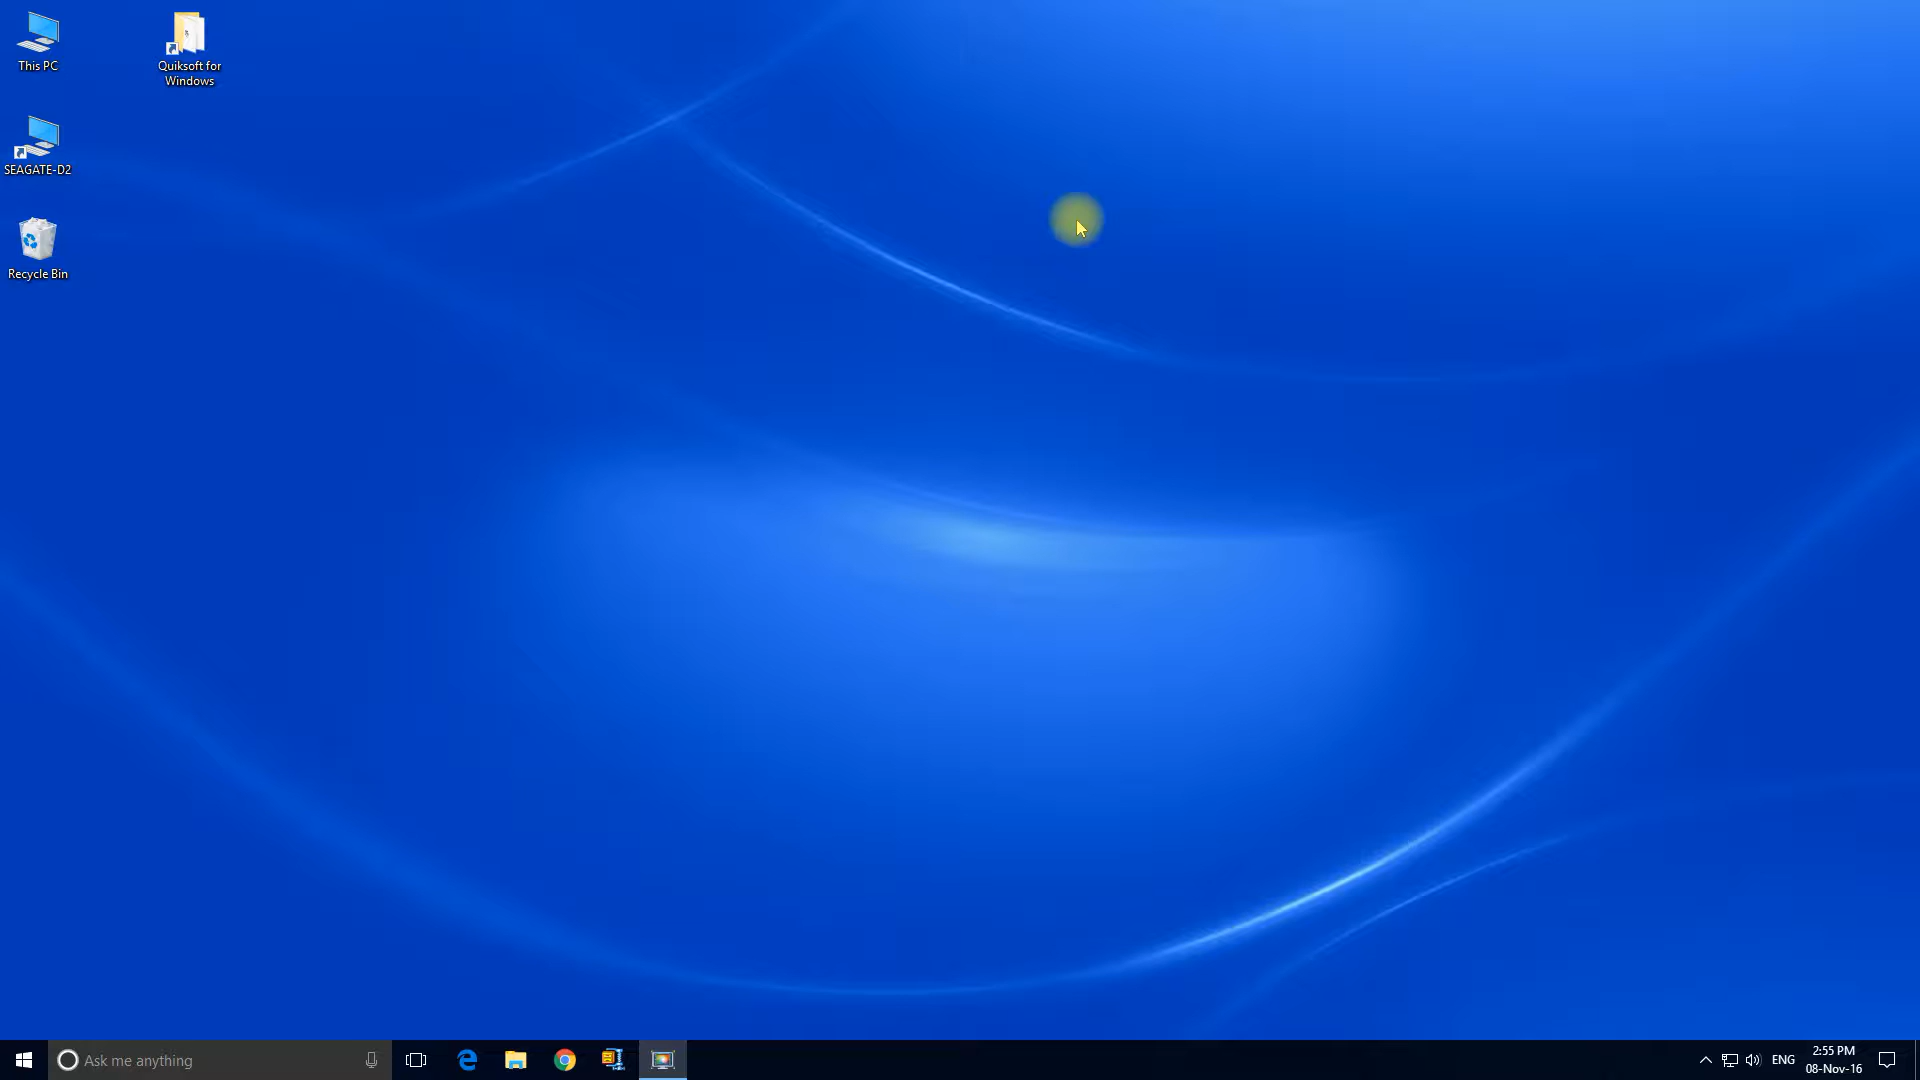 This PC
Quiksoft for
Windows
SEAGATE-D2
Recycle Bin
Ask me anything
ENG
2:55 PM
08-Nov-16